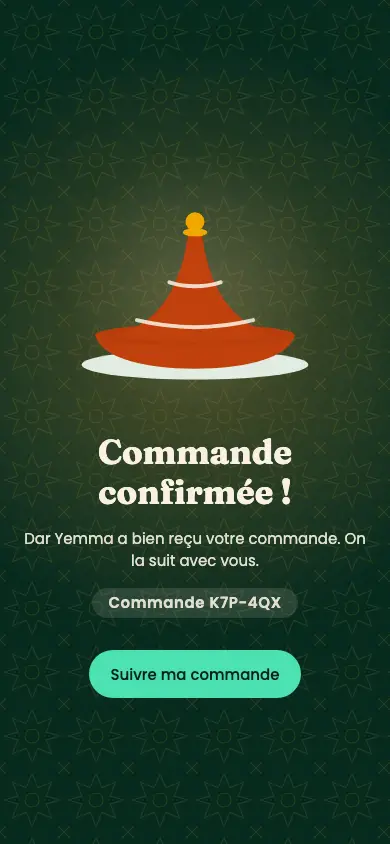 Commande
confirmée !
Dar Yemma a bien reçu votre commande. On
la suit avec vous.
Commande K7P-4QX
Suivre ma commande